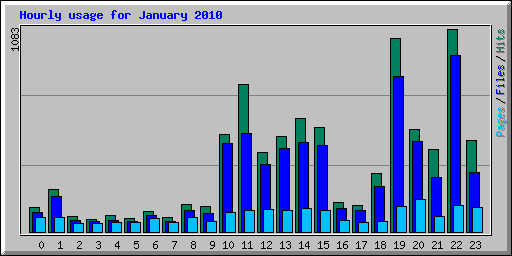 Hourly usage for January 2010
1083
Pages / Files / Hits
0 1 2 3 4 5 6 7 8 9 10 11 12 13 14 15 16 17 18 19 20 21 22 23